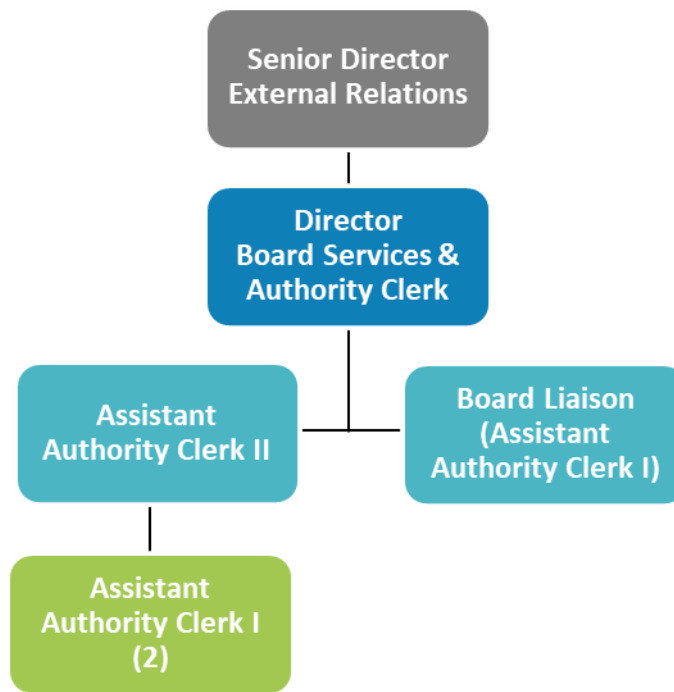 Senior Director
External Relations
Director
Board Services &
Authority Clerk
Assistant
Authority Clerk II
Board Liaison
(Assistant
Authority Clerk I)
Assistant
Authority Clerk I
(2)